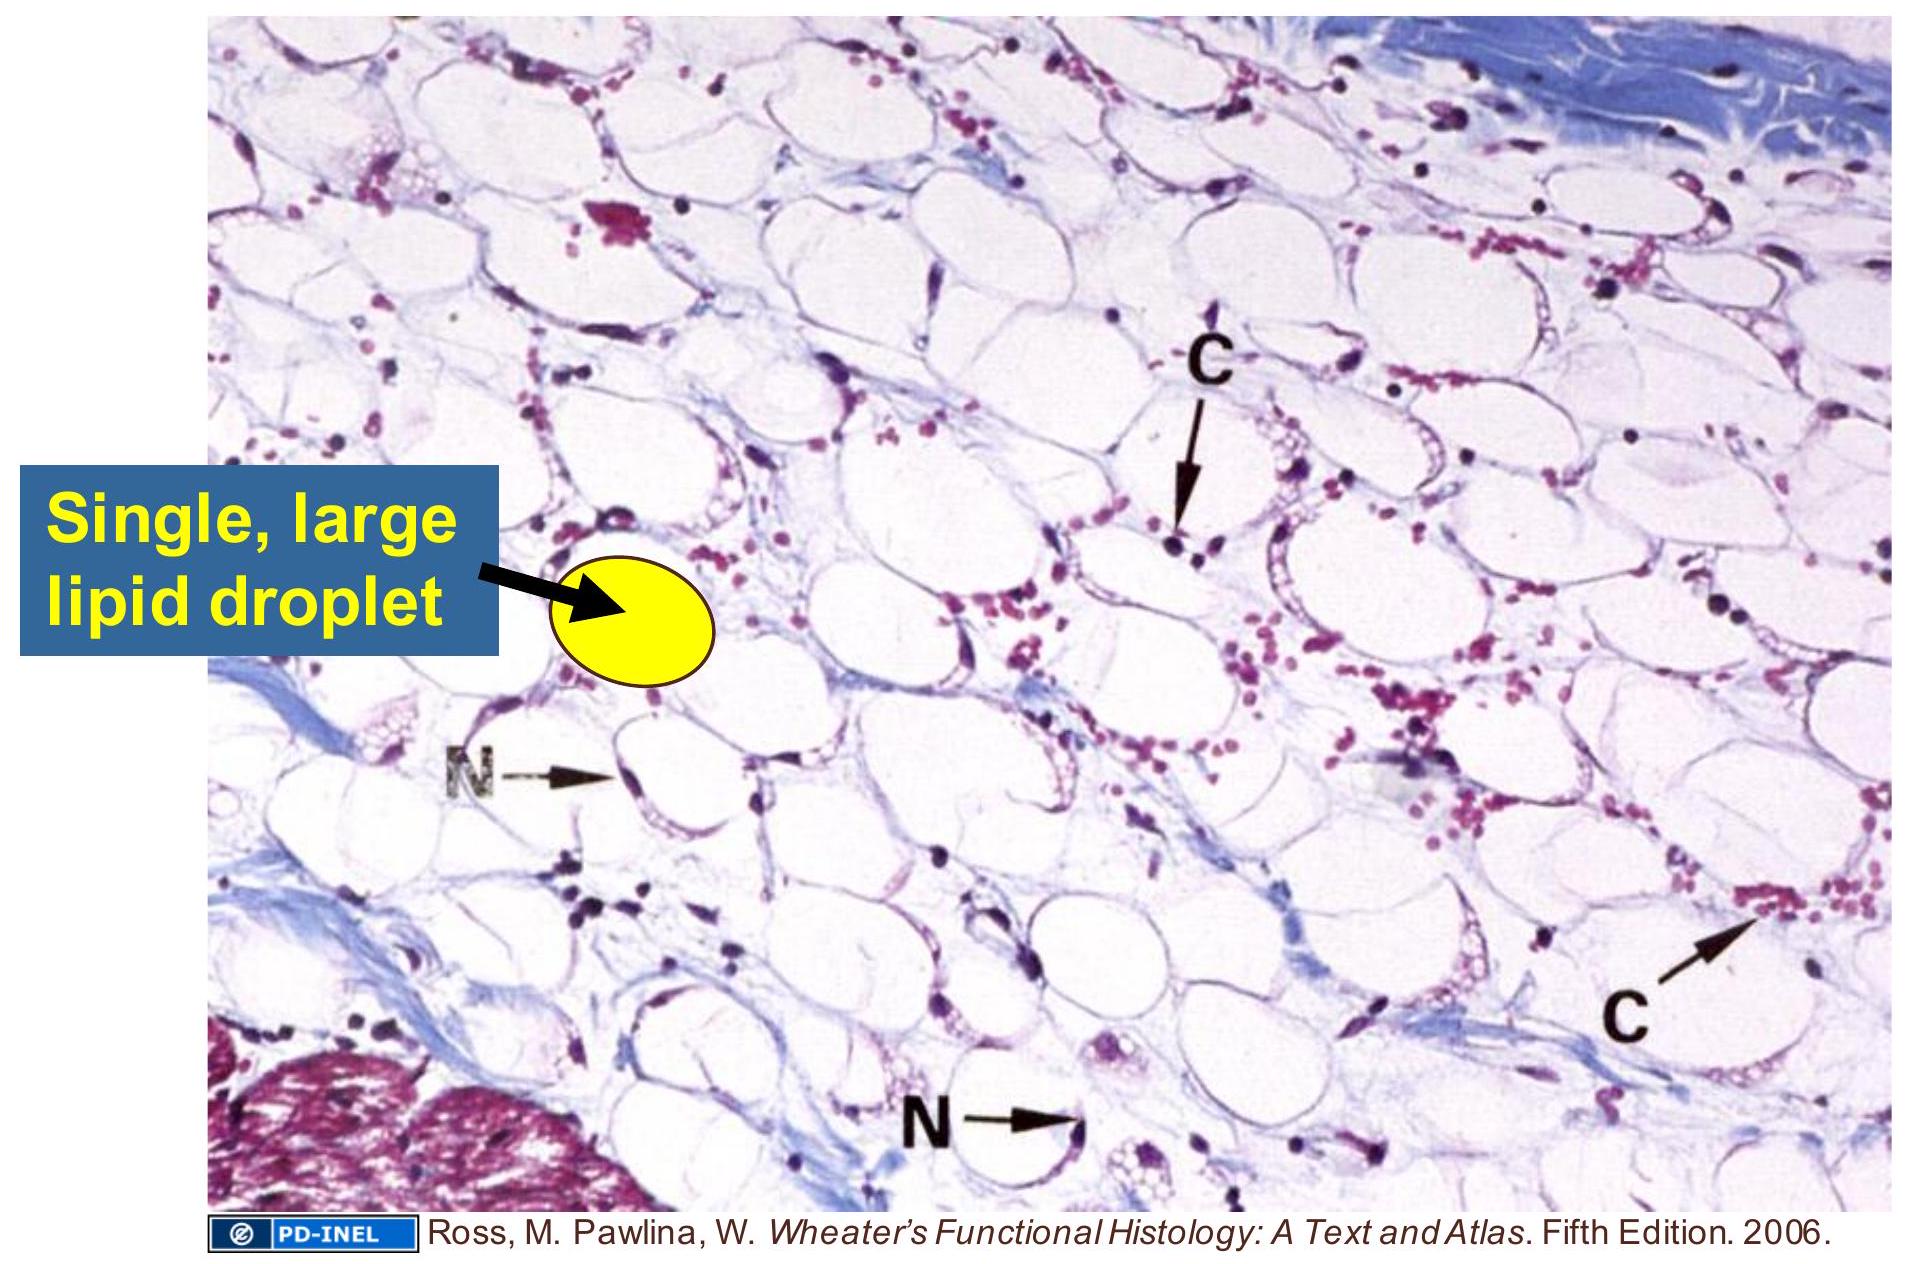 C
Single, large
lipid droplet
N
C
N
PD-INEL Ross, M. Pawlina, W. Wheater's Functional Histology: A Text and Atlas. Fifth Edition. 2006.